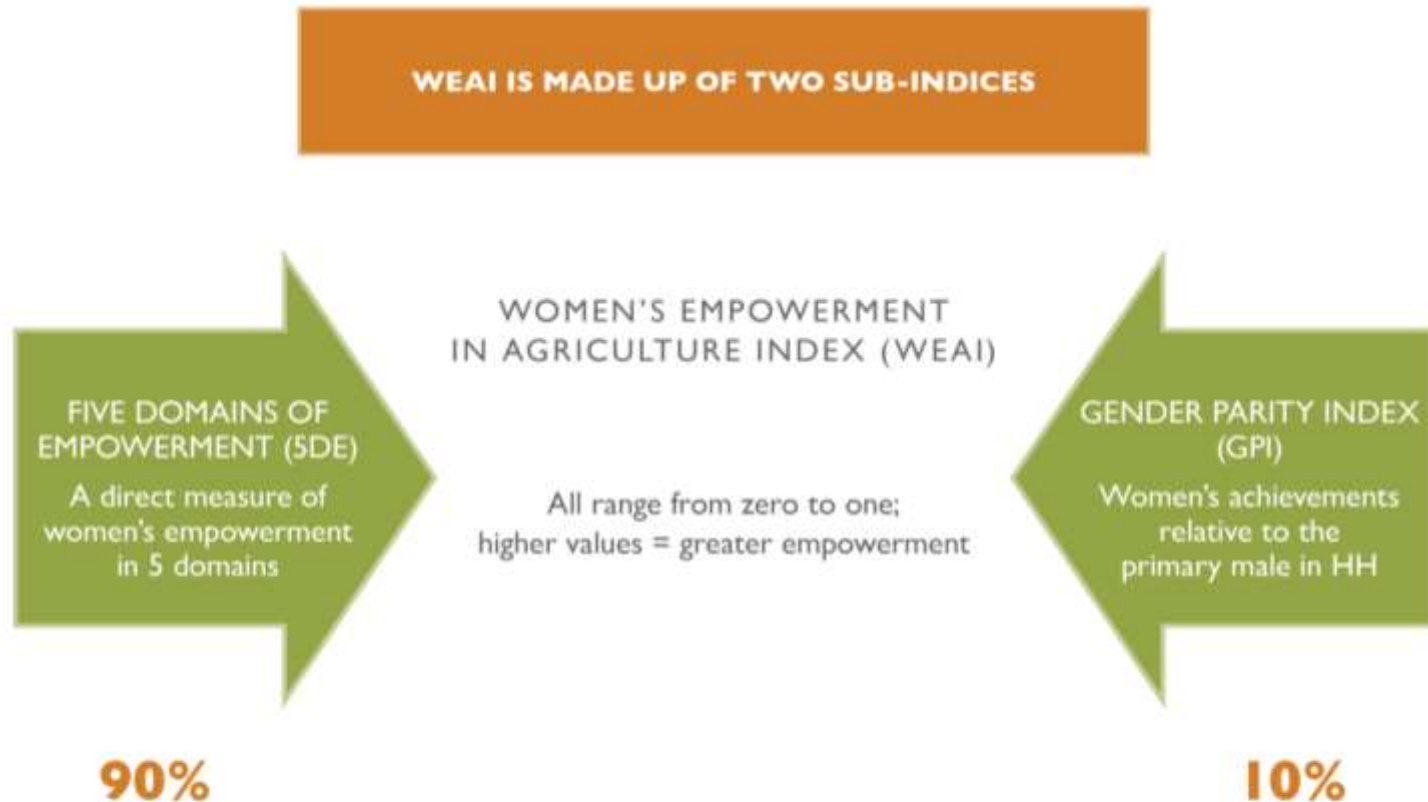 WEAI IS MADE UP OF TWO SUB-INDICES
WOMEN'S EMPOWERMENT
IN AGRICULTURE INDEX (WEAI)
FIVE DOMAINS OF
EMPOWERMENT (5DE)
A direct measure of
women's empowerment
in 5 domains
All range from zero to one;
higher values = greater empowerment
GENDER PARITY INDEX
(GPI)
Women's achievements
relative to the
primary male in HH
90%
10%